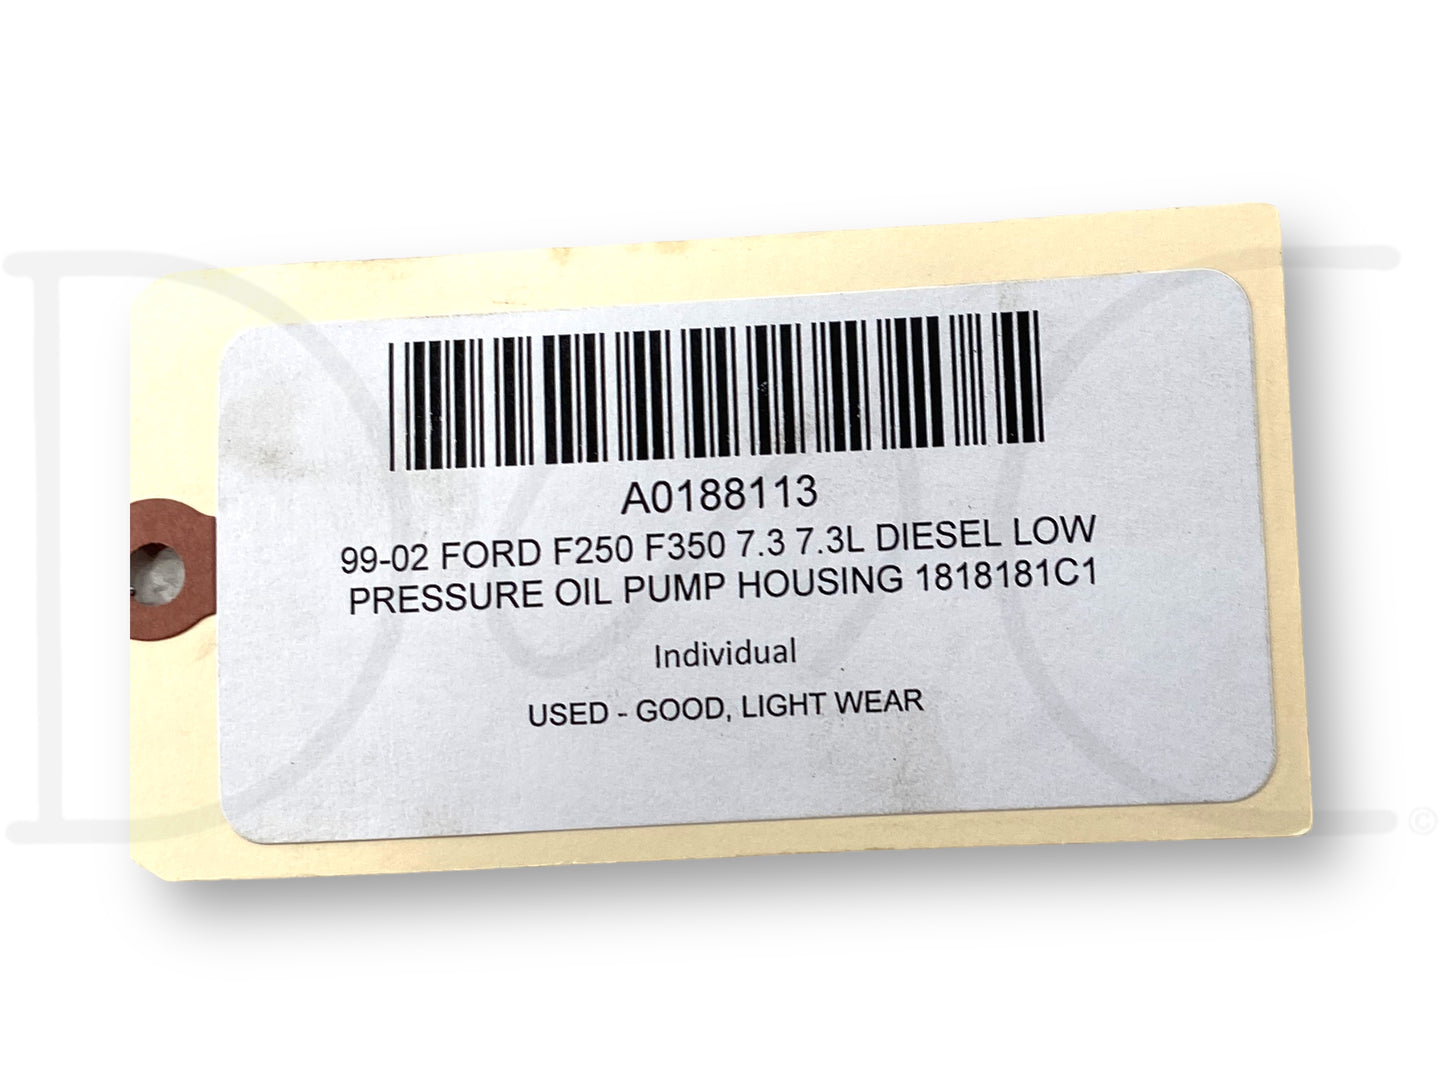 A0188113
99-02 FORD F250 F350 7.3 7.3L DIESEL LOW
PRESSURE OIL PUMP HOUSING 1818181C1
Individual
USED - GOOD, LIGHT WEAR
©